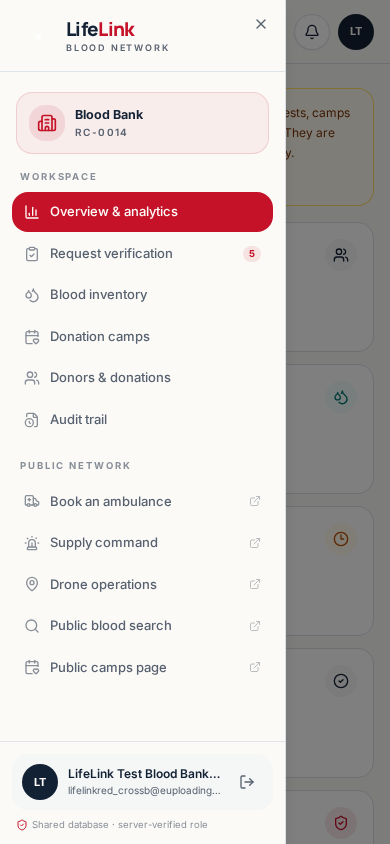 LifeLink
BLOOD NETWORK
LT
Blood Bank
RC-0014
WORKSPACE
Overview & analytics
Request verification 5
Blood inventory
Donation camps
Donors & donations
Audit trail
PUBLIC NETWORK
Book an ambulance
Supply command
Drone operations
Public blood search
Public camps page
ests, camps
They are
y.
LT
LifeLink Test Blood Bank...
lifelinkred_crossb@euploading...
Shared database · server-verified role